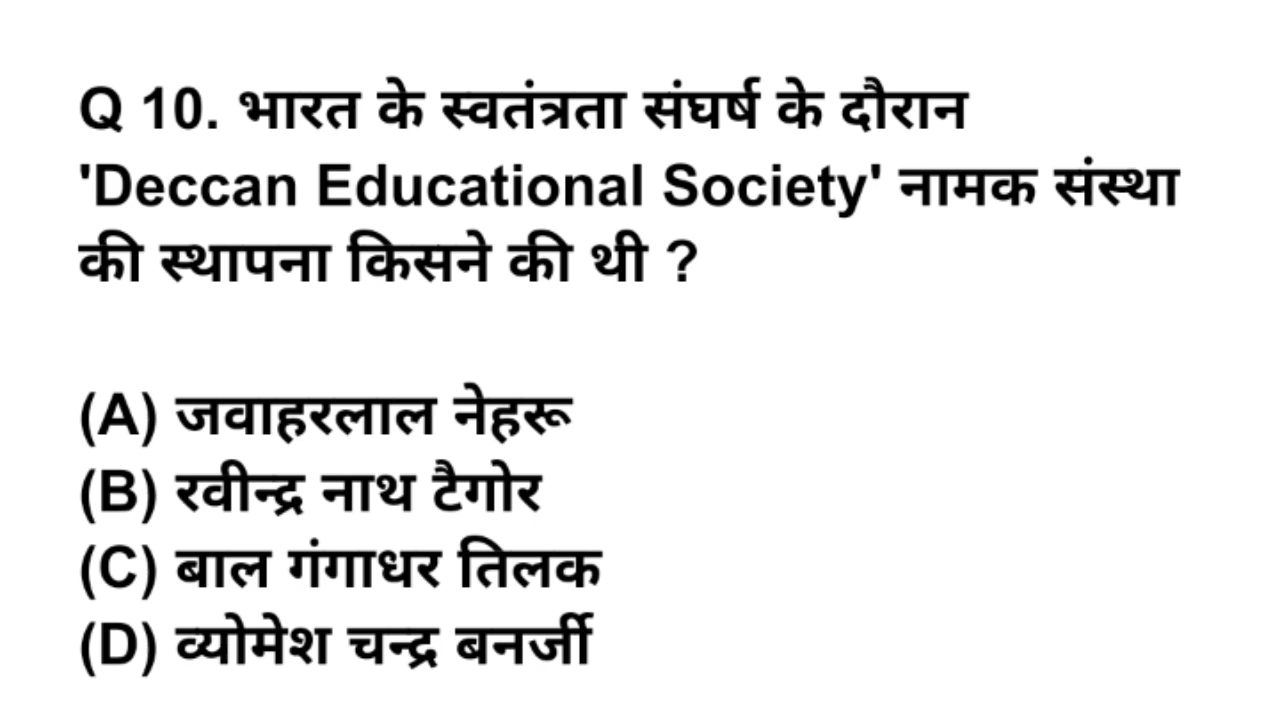 Q 10. भारत के स्वतंत्रता संघर्ष के दौरान
'Deccan Educational Society' नामक संस्था
की स्थापना किसने की थी ?
(A) जवाहरलाल नेहरू
(B) रवीन्द्र नाथ टैगोर
(C) बाल गंगाधर तिलक
(D) व्योमेश चन्द्र बनर्जी